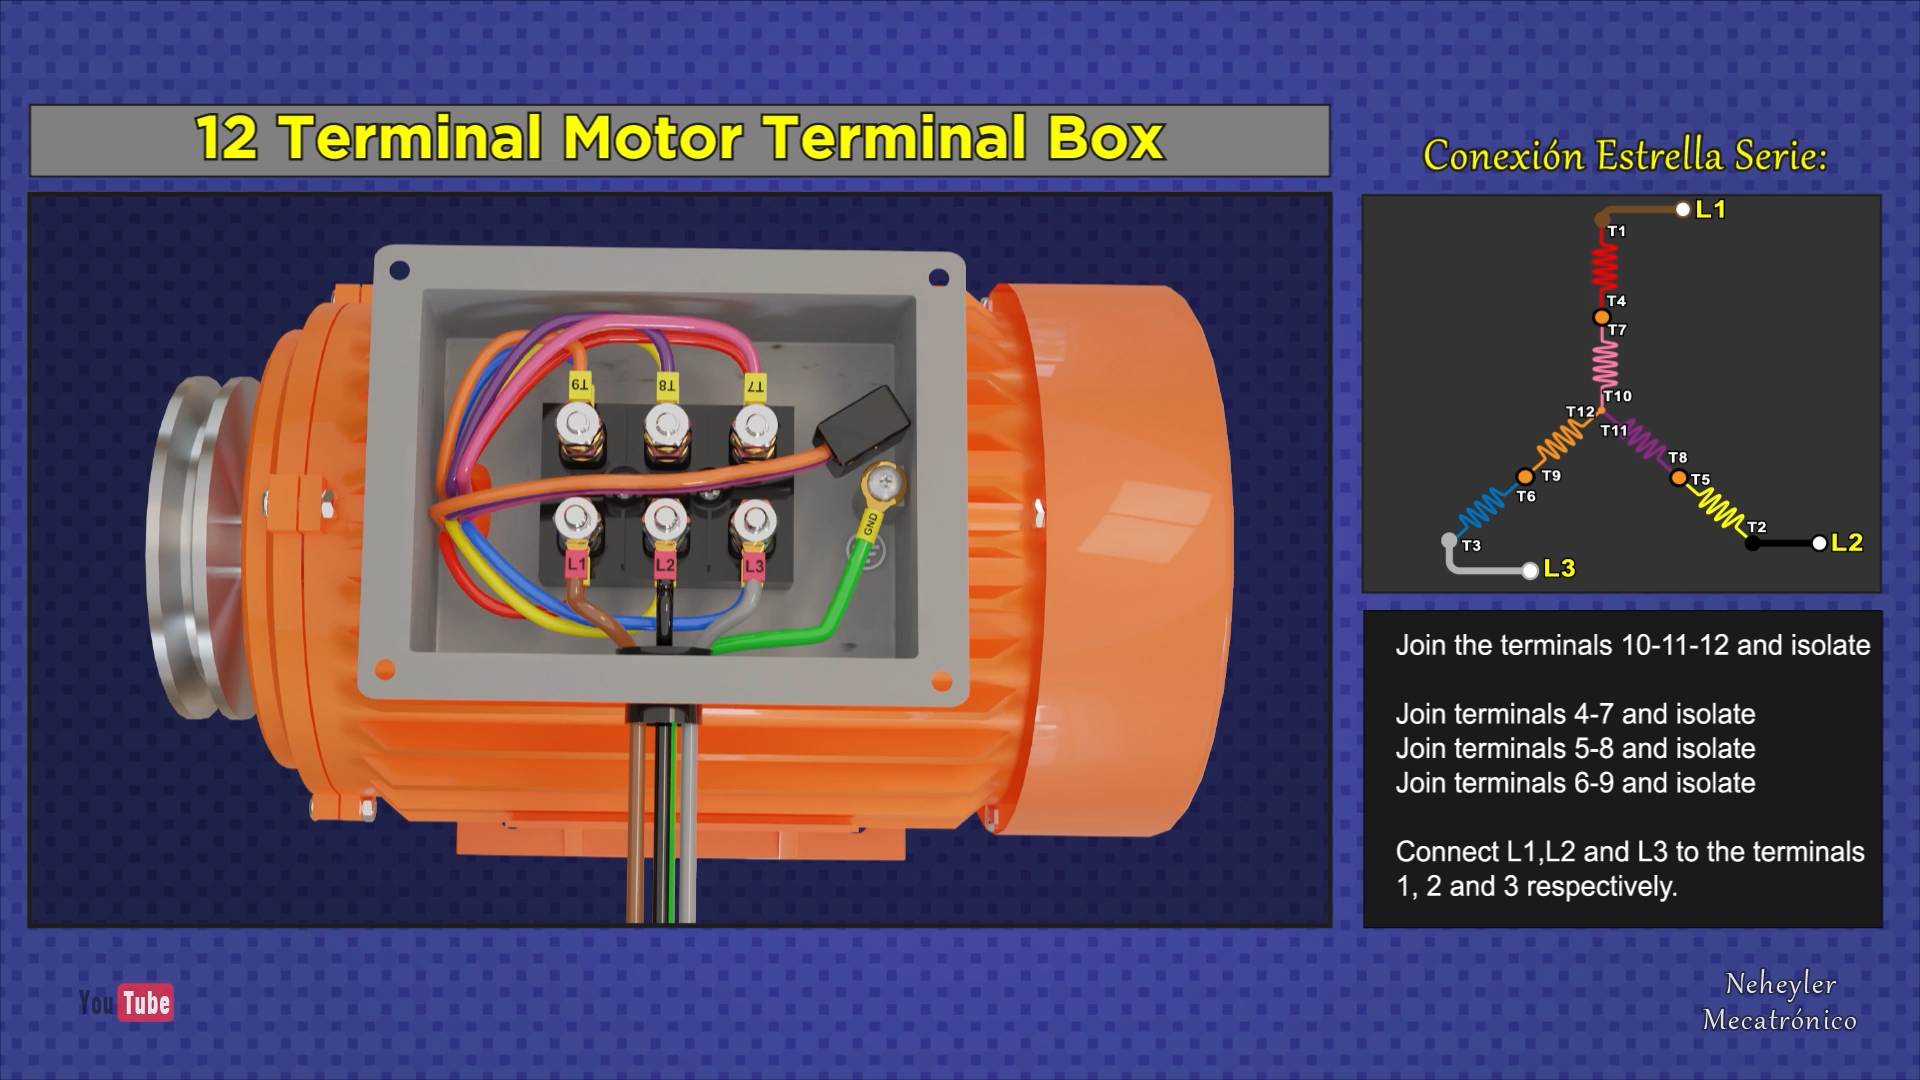 12 Terminal Motor Terminal Box
Conexión Estrella Serie:
T9
T8
T7
GND
L1
L2
L3
L1
T1
T4
T7
T10
T12
T11
T9
T6
T8
T5
T3
T2
L3
L2
Join the terminals 10-11-12 and isolate
Join terminals 4-7 and isolate
Join terminals 5-8 and isolate
Join terminals 6-9 and isolate
Connect L1,L2 and L3 to the terminals
1, 2 and 3 respectively.
YouTube
Neheyler
Mecatrónico